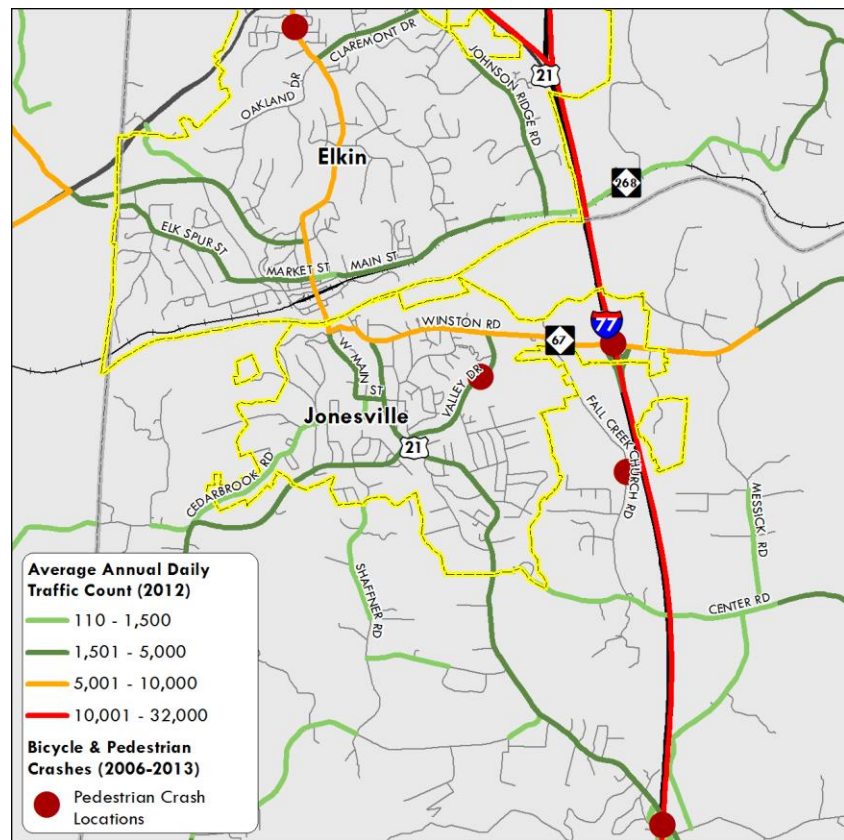 CLAREMONT DR
JOHNSON RIDGE RD
21
OAKLAND DR
Elkin
268
ELK SPUR ST
MARKET ST
MAIN ST
WINSTON RD
77
67
W MAIN ST
VALLEY DR
Jonesville
21
FALL CREEK CHURCH RD
CEDARBROOK RD
MESSICK RD
SHAFFNER RD
CENTER RD
Average Annual Daily
Traffic Count (2012)
110 - 1,500
1,501 - 5,000
5,001 - 10,000
10,001 - 32,000
Bicycle & Pedestrian
Crashes (2006-2013)
Pedestrian Crash
Locations